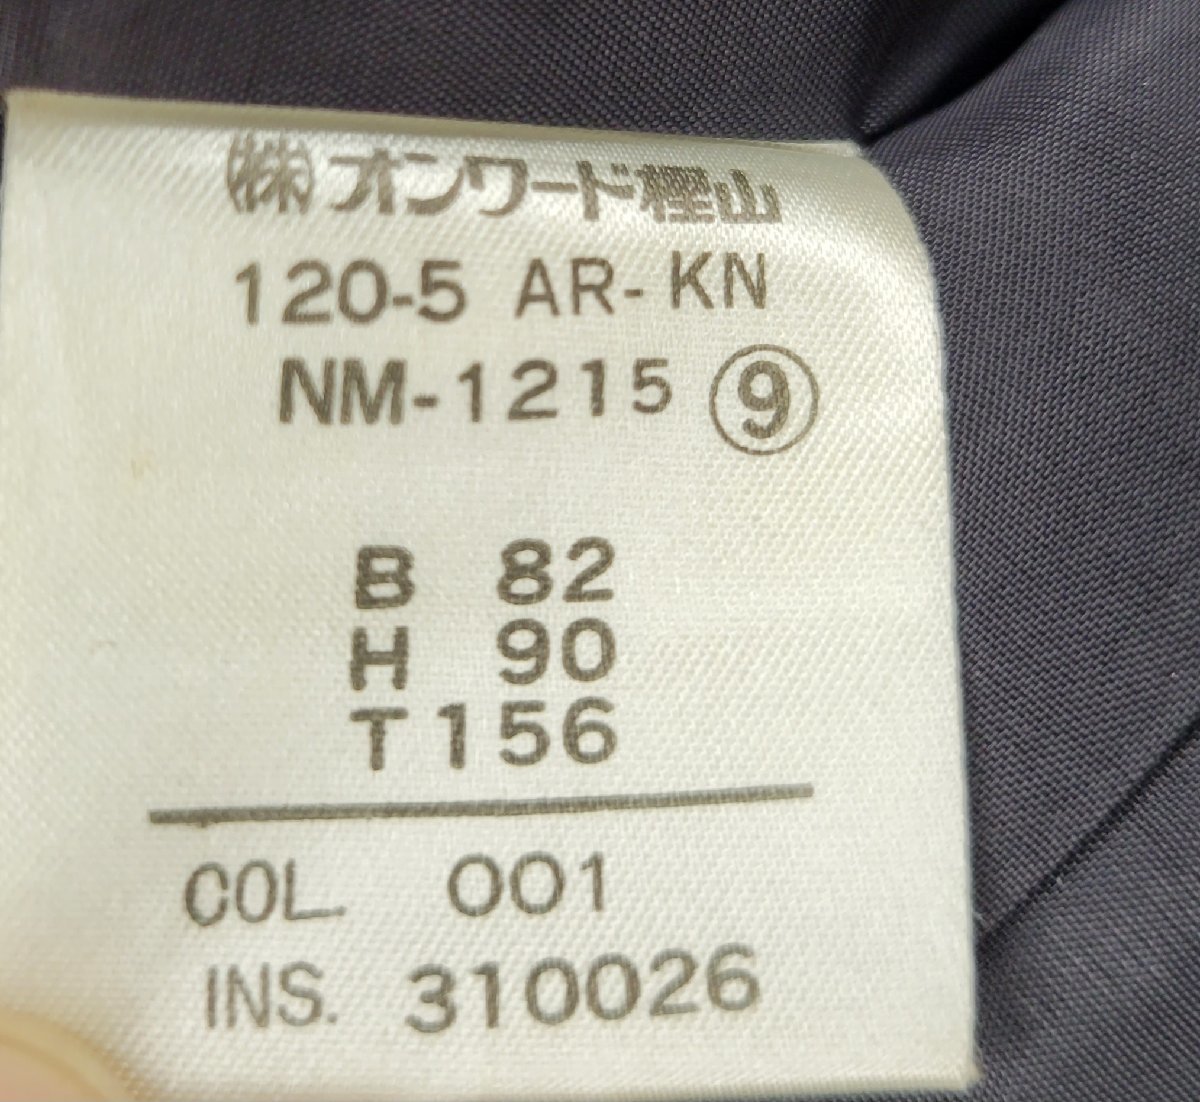 (株)オンワード樫山
120-5 AR-KN
NM-1215 ⑨
B 82
H 90
T 156
COL. 001
INS. 310026